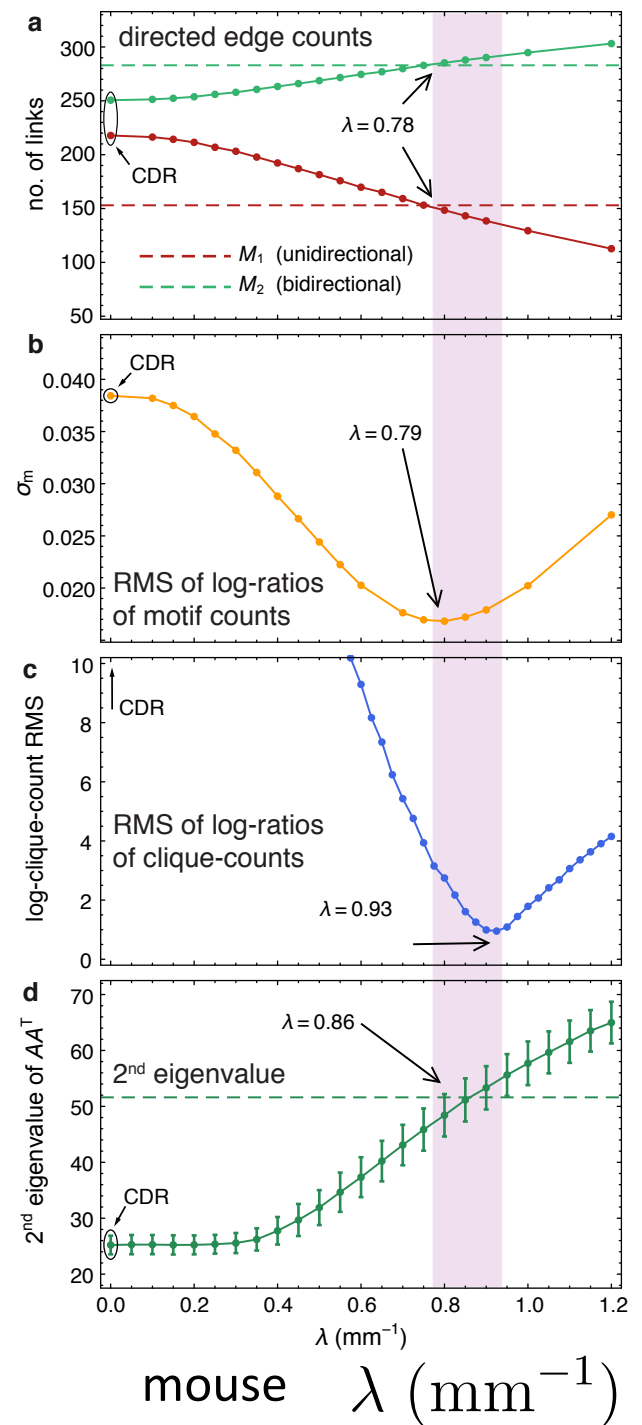 a
directed edge counts
300
250
200
150
100
50
no. of links
λ = 0.78
CDR
M₁ (unidirectional)
M₂ (bidirectional)
b
CDR
0.040
0.035
0.030
0.025
0.020
σₘ
λ = 0.79
RMS of log-ratios
of motif counts
c
10
8
6
4
2
0
log-clique-count RMS
CDR
RMS of log-ratios
of clique-counts
λ = 0.93
d
70
60
50
40
30
20
2ⁿᵈ eigenvalue of AAᵀ
λ = 0.86
2ⁿᵈ eigenvalue
CDR
0.0 0.2 0.4 0.6 0.8 1.0 1.2
λ (mm⁻¹)
mouse λ (mm⁻¹)